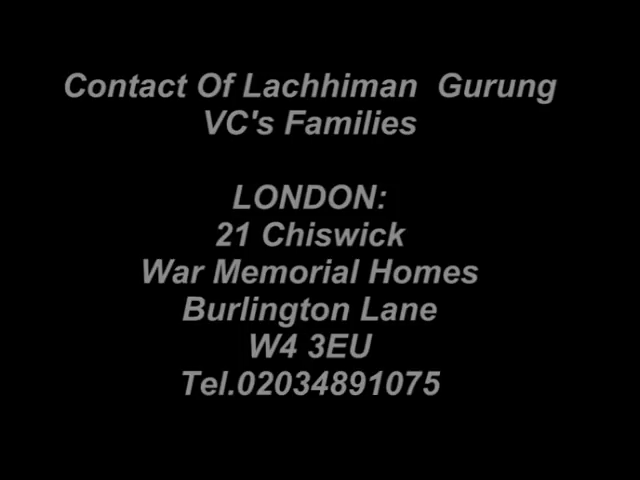 Contact Of Lachhiman Gurung
VC's Families
LONDON:
21 Chiswick
War Memorial Homes
Burlington Lane
W4 3EU
Tel.02034891075